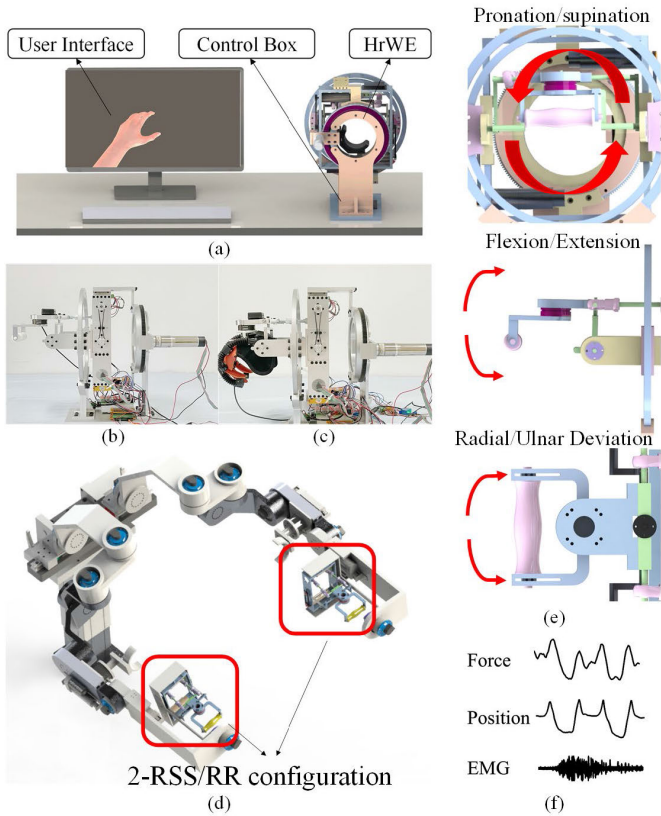 User Interface
Control Box
HrWE
(a)
(b)
(c)
2-RSS/RR configuration
(d)
Pronation/supination
Flexion/Extension
Radial/Ulnar Deviation
(e)
Force
Position
EMG
(f)